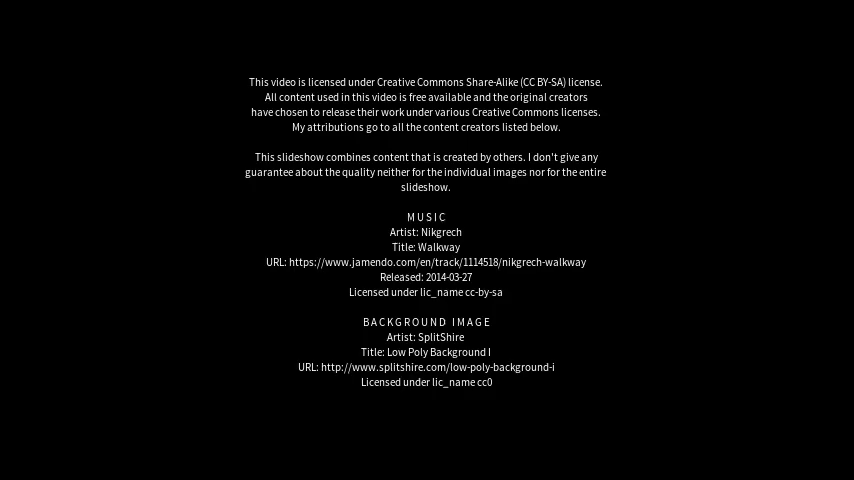 This video is licensed under Creative Commons Share-Alike (CC BY-SA) license.
All content used in this video is free available and the original creators
have chosen to release their work under various Creative Commons licenses.
My attributions go to all the content creators listed below.
This slideshow combines content that is created by others. I don't give any
guarantee about the quality neither for the individual images nor for the entire
slideshow.
M U S I C
Artist: Nikgrech
Title: Walkway
URL: https://www.jamendo.com/en/track/1114518/nikgrech-walkway
Released: 2014-03-27
Licensed under lic_name cc-by-sa
B A C K G R O U N D   I M A G E
Artist: SplitShire
Title: Low Poly Background I
URL: http://www.splitshire.com/low-poly-background-i
Licensed under lic_name cc0